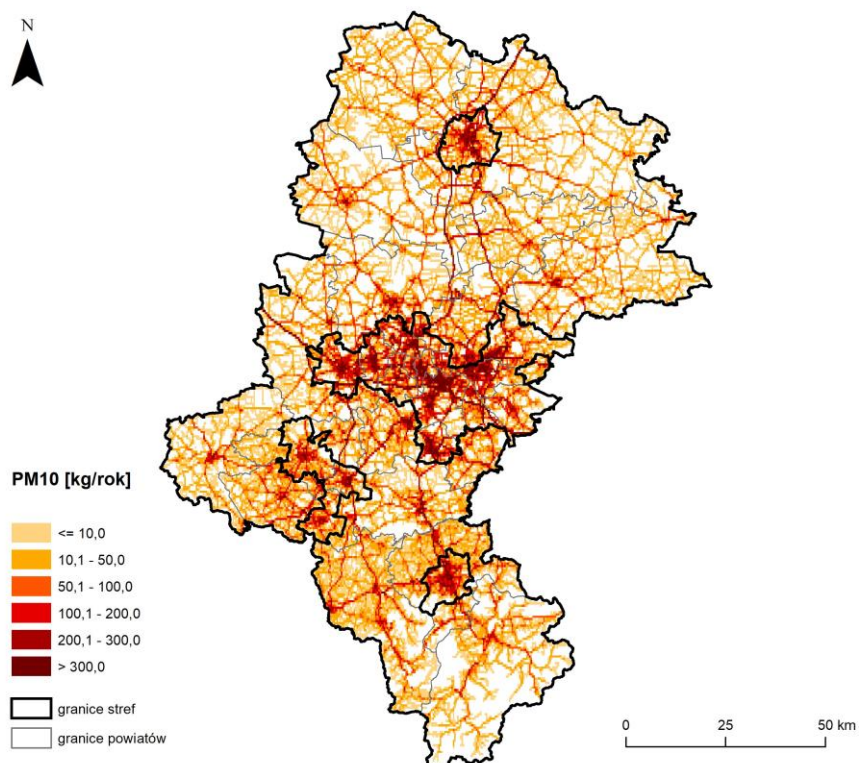 N
PM10 [kg/rok]
<= 10,0
10,1 - 50,0
50,1 - 100,0
100,1 - 200,0
200,1 - 300,0
> 300,0
granice stref
granice powiatów
0 25 50 km